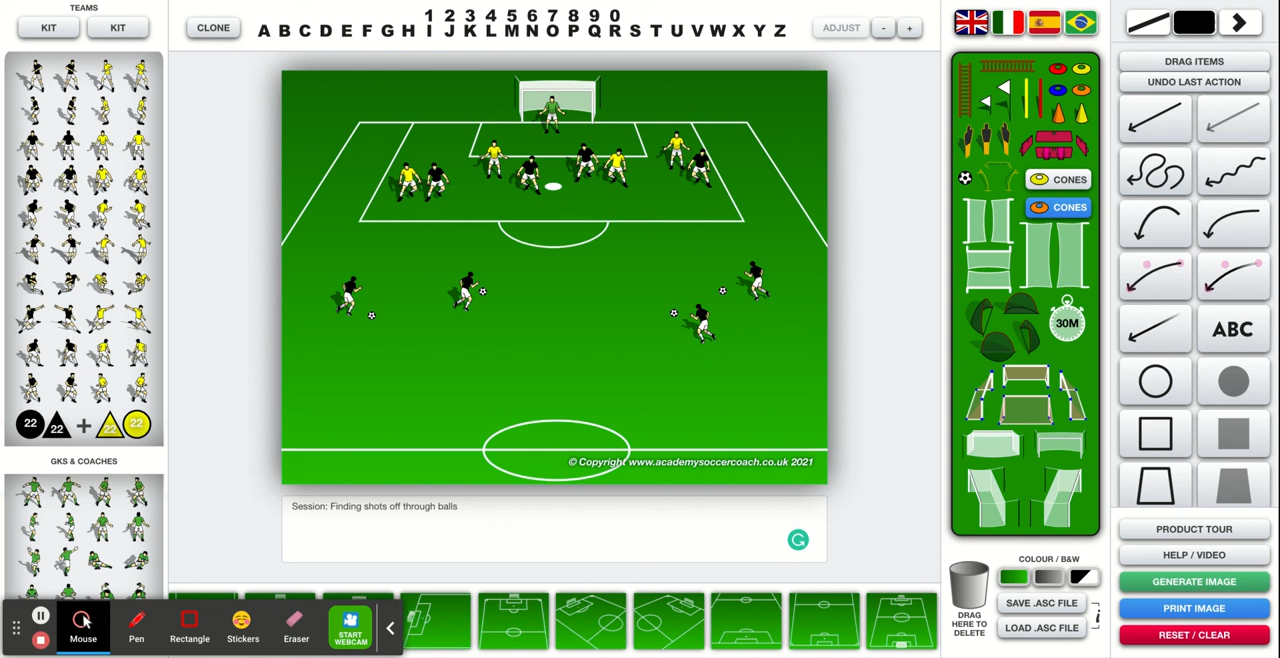 TEAMS
KIT
KIT
CLONE
1 2 3 4 5 6 7 8 9 0
A B C D E F G H I J K L M N O P Q R S T U V W X Y Z
ADJUST
-
+
DRAG ITEMS
UNDO LAST ACTION
CONES
CONES
30M
ABC
22
22
+
22
22
GKS & COACHES
© Copyright www.academysoccercoach.co.uk 2021
Session: Finding shots off through balls
PRODUCT TOUR
HELP / VIDEO
GENERATE IMAGE
PRINT IMAGE
RESET / CLEAR
COLOUR / B&W
SAVE .ASC FILE
LOAD .ASC FILE
i
DRAG
HERE TO
DELETE
Mouse
Pen
Rectangle
Stickers
Eraser
START
WEBCAM